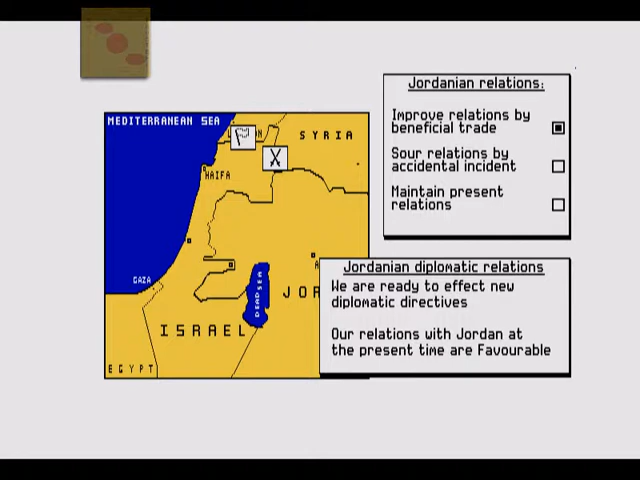 MEDITERRANEAN SEA
SYRIA
HAIFA
GAZA
DEAD SEA
ISRAEL
EGYPT
Jordanian relations:
Improve relations by
beneficial trade
Sour relations by
accidental incident
Maintain present
relations
Jordanian diplomatic relations
We are ready to effect new
diplomatic directives
Our relations with Jordan at
the present time are Favourable